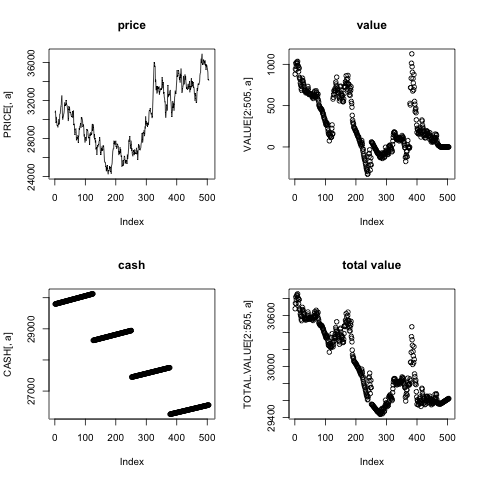 price
PRICE[, a]
24000 28000 32000 36000
0 100 200 300 400 500
Index
value
VALUE[2:505, a]
0 500 1000
0 100 200 300 400 500
Index
cash
CASH[, a]
27000 29000
0 100 200 300 400 500
Index
total value
TOTAL.VALUE[2:505, a]
29400 30000 30600
0 100 200 300 400 500
Index